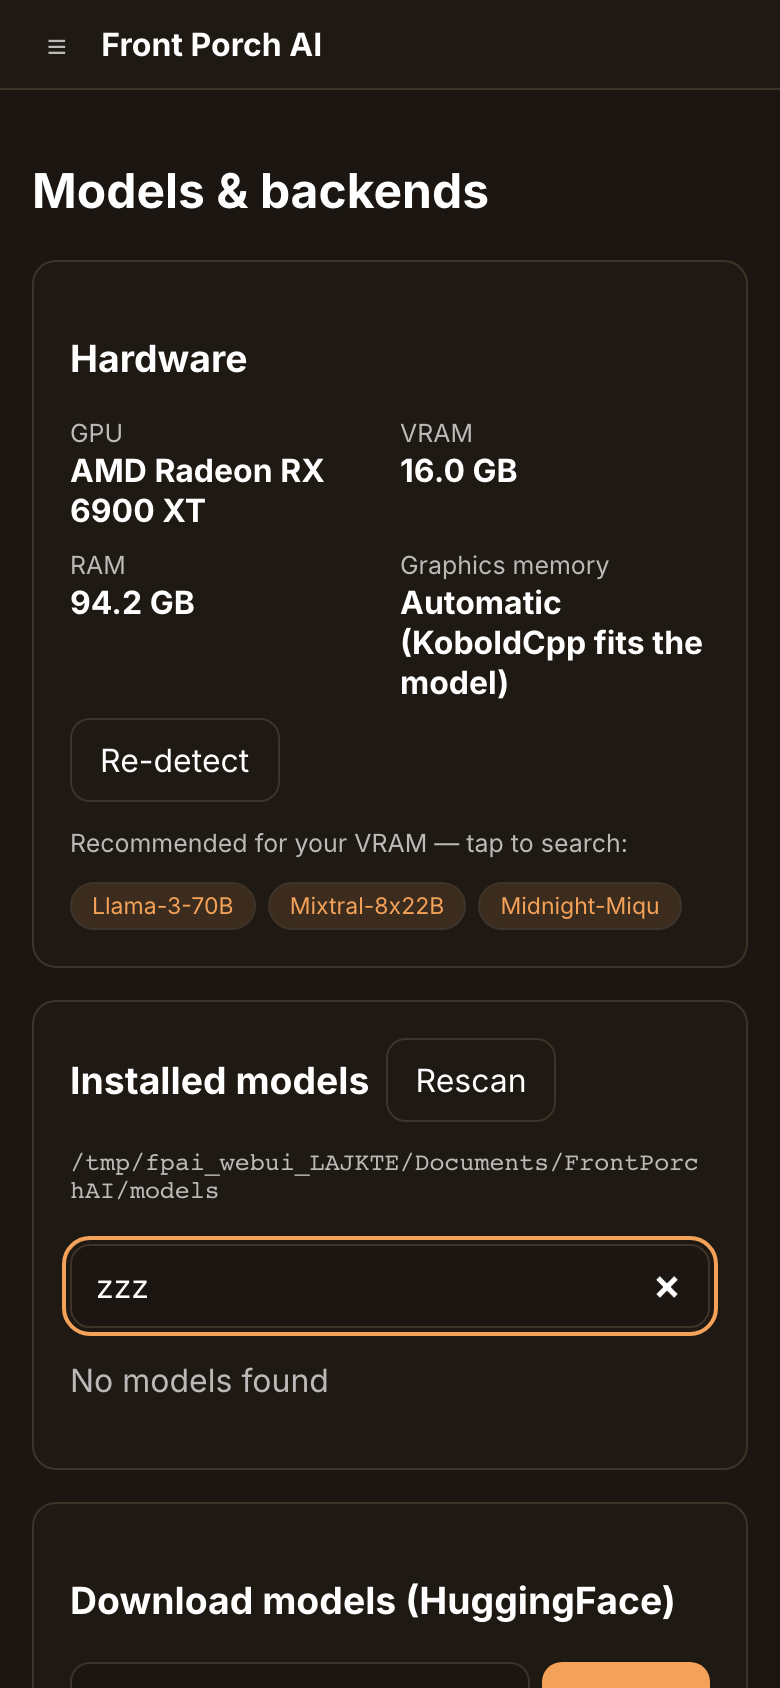 Front Porch AI
Models & backends
Hardware
GPU
AMD Radeon RX
6900 XT
VRAM
16.0 GB
RAM
94.2 GB
Graphics memory
Automatic
(KoboldCpp fits the
model)
Re-detect
Recommended for your VRAM — tap to search:
Llama-3-70B Mixtral-8x22B Midnight-Miqu
Installed models Rescan
/tmp/fpai_webui_LAJKTE/Documents/FrontPorc
hAI/models
zzz
No models found
Download models (HuggingFace)